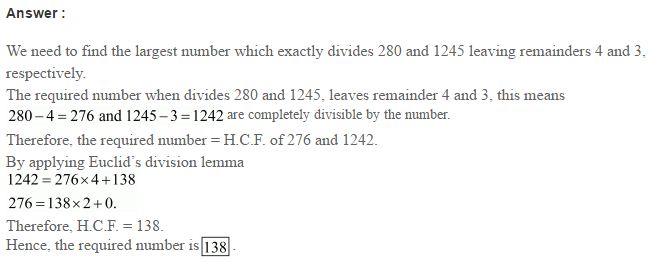 Answer :
We need to find the largest number which exactly divides 280 and 1245 leaving remainders 4 and 3,
respectively.
The required number when divides 280 and 1245, leaves remainder 4 and 3, this means
280 – 4 = 276 and 1245 – 3 = 1242 are completely divisible by the number.
Therefore, the required number = H.C.F. of 276 and 1242.
By applying Euclid's division lemma
1242 = 276×4+138
276 = 138×2+0.
Therefore, H.C.F. = 138.
Hence, the required number is 138 .